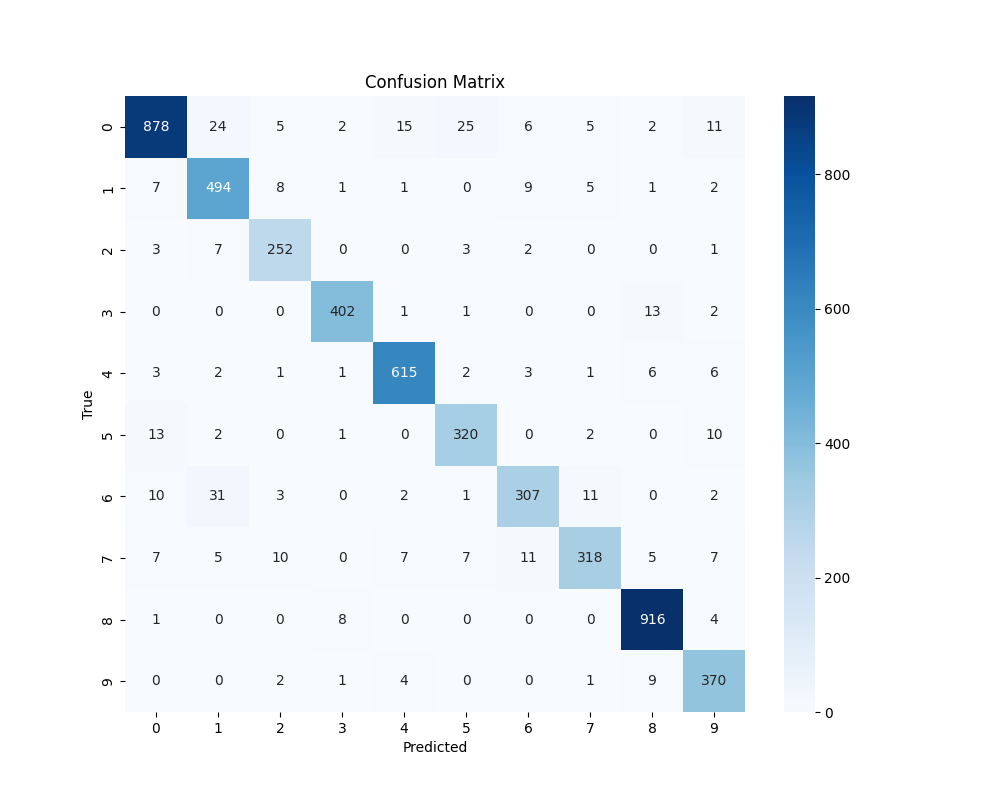 Confusion Matrix
0 878 24 5 2 15 25 6 5 2 11
1 7 494 8 1 1 0 9 5 1 2
2 3 7 252 0 0 3 2 0 0 1
3 0 0 0 402 1 1 0 0 13 2
4 3 2 1 1 615 2 3 1 6 6
5 13 2 0 1 0 320 0 2 0 10
6 10 31 3 0 2 1 307 11 0 2
7 7 5 10 0 7 7 11 318 5 7
8 1 0 0 8 0 0 0 0 916 4
9 0 0 2 1 4 0 0 1 9 370
0 1 2 3 4 5 6 7 8 9
Predicted
True
800
600
400
200
0